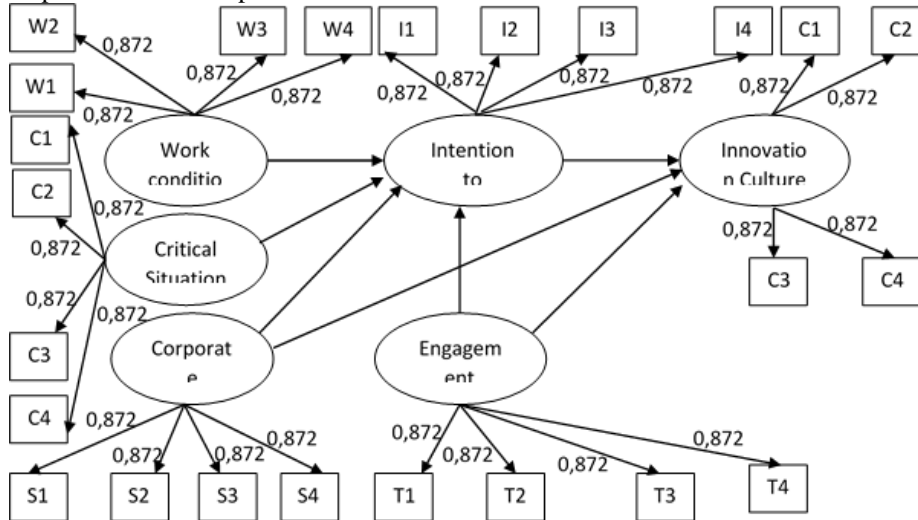 W2
0,872
W3
W4
I1
I2
I3
I4
C1
C2
0,872
0,872
0,872
0,872
0,872
0,872
0,872
0,872
W1
0,872
C1
0,872
C2
0,872
C3
0,872
C4
Work
conditio
Intention
to
Innovatio
n Culture
0,872
0,872
C3
C4
Critical
Situation
Corporat
e
Engagem
ent
0,872
0,872
0,872
0,872
S1
S2
S3
S4
0,872
0,872
0,872
0,872
T1
T2
T3
T4